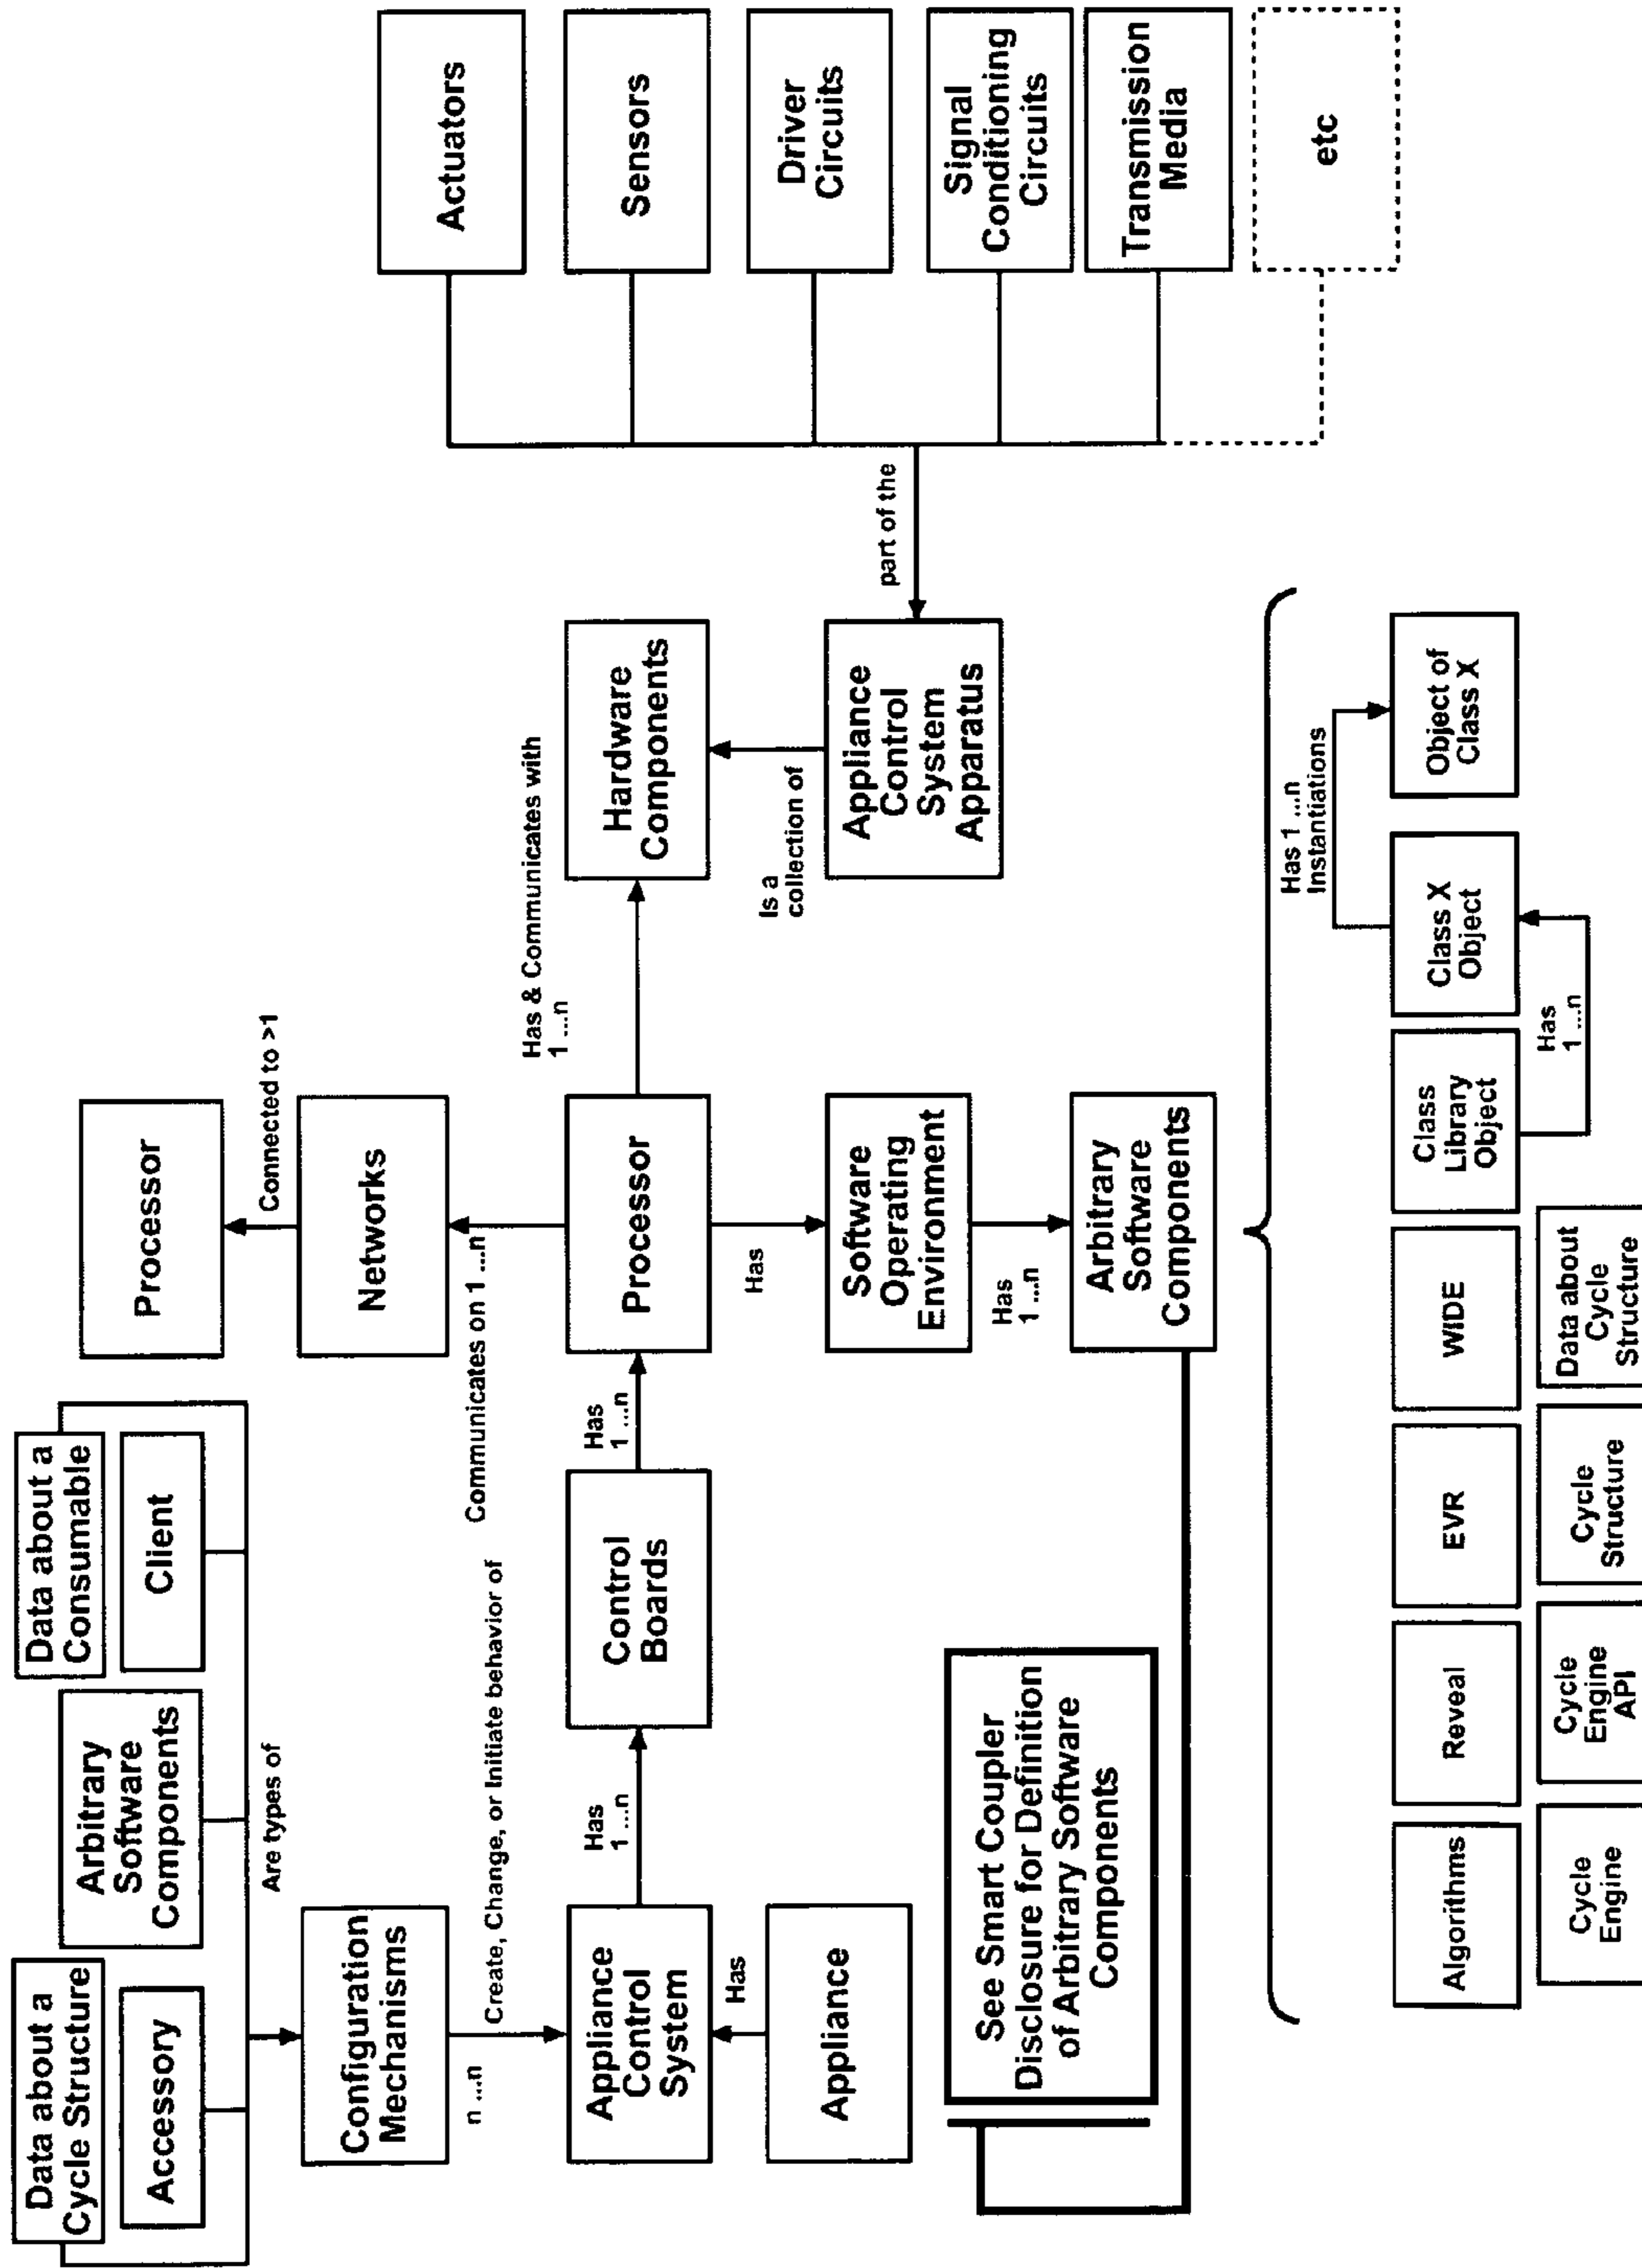 Data about a
Cycle Structure
Accessory
Arbitrary
Software
Components
Data about a
Consumable
Client
Are types of
Configuration
Mechanisms
n ...n
Create, Change, or Initiate behavior of
Processor
Connected to >1
Networks
Communicates on 1 ...n
Appliance
Control
System
Has
1 ...n
Control
Boards
Has
1 ...n
Processor
Has & Communicates with
1 ...n
Hardware
Components
Has
Appliance
Has
Software
Operating
Environment
Is a
collection of
Appliance
Control
System
Apparatus
part of the
Actuators
Sensors
Driver
Circuits
Signal
Conditioning
Circuits
Transmission
Media
etc
Has
1 ...n
Arbitrary
Software
Components
See Smart Coupler
Disclosure for Definition
of Arbitrary Software
Components
Has 1 ...n
Instantiations
Algorithms
Reveal
EVR
WIDE
Class
Library
Object
Class X
Object
Object of
Class X
Has
1 ...n
Cycle
Engine
Cycle
Engine
API
Cycle
Structure
Data about
Cycle
Structure